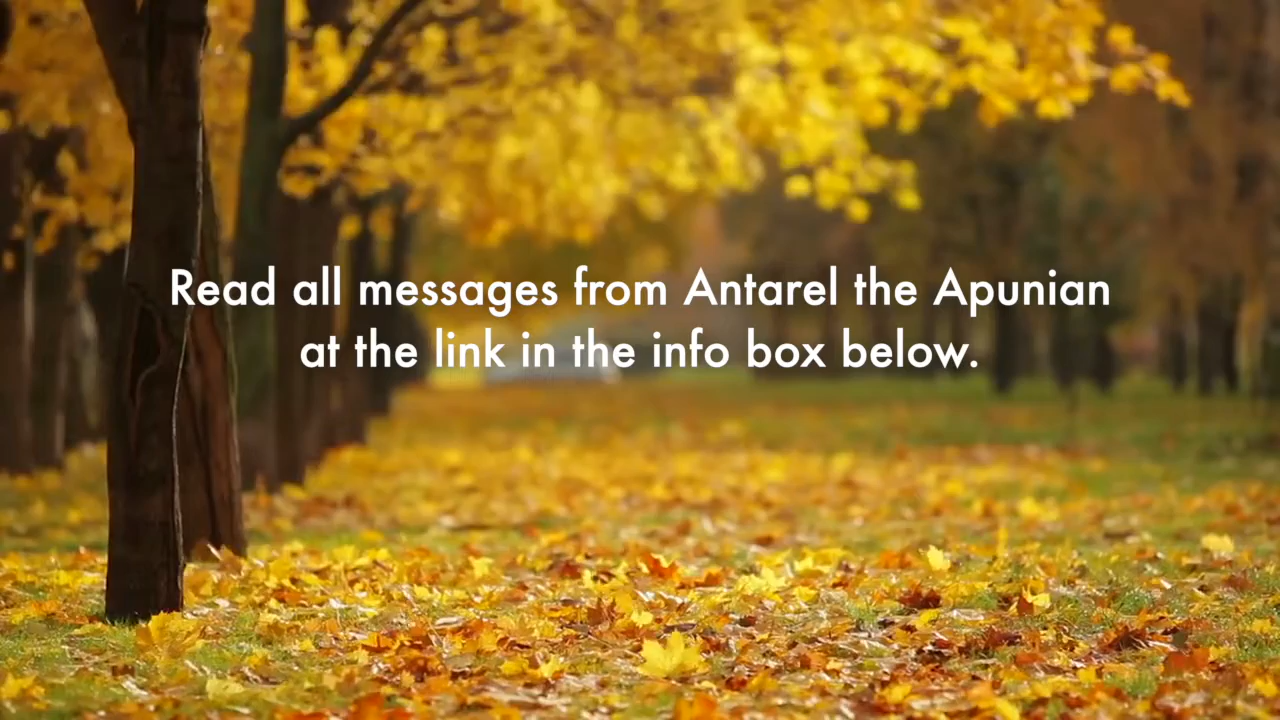 Read all messages from Antarel the Apunian
at the link in the info box below.